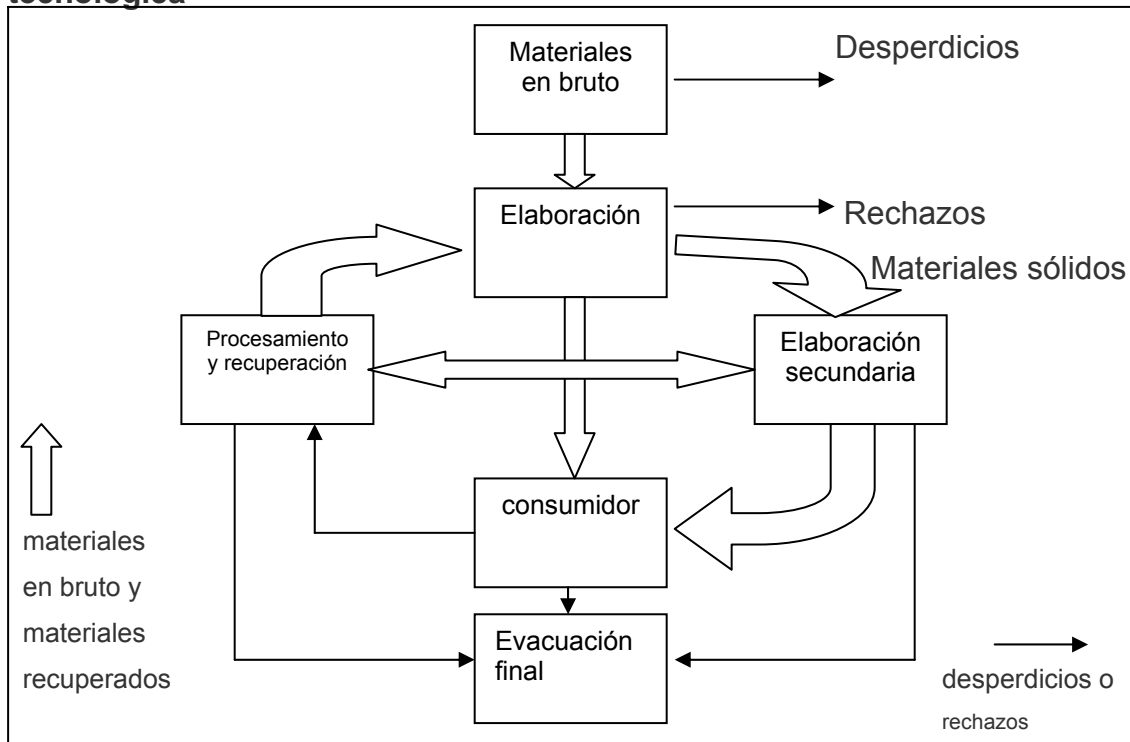 tecnológica
Materiales
en bruto
Desperdicios
Elaboración
Rechazos
Materiales sólidos
Procesamiento
y recuperación
Elaboración
secundaria
consumidor
materiales
en bruto y
materiales
recuperados
Evacuación
final
desperdicios o
rechazos